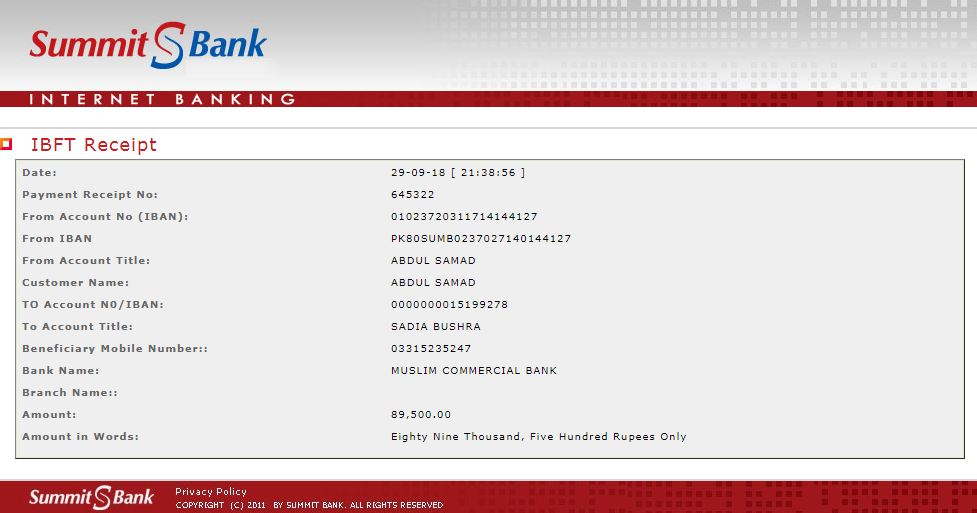 Summit S Bank
INTERNET BANKING
IBFT Receipt
Date: 29-09-18 [ 21:38:56 ]
Payment Receipt No: 645322
From Account No (IBAN): 01023720311714144127
From IBAN PK80SUMB0237027140144127
From Account Title: ABDUL SAMAD
Customer Name: ABDUL SAMAD
TO Account N0/IBAN: 0000000015199278
To Account Title: SADIA BUSHRA
Beneficiary Mobile Number:: 03315235247
Bank Name: MUSLIM COMMERCIAL BANK
Branch Name::
Amount: 89,500.00
Amount in Words: Eighty Nine Thousand, Five Hundred Rupees Only
Summit S Bank
Privacy Policy
COPYRIGHT (C) 2011 BY SUMMIT BANK. ALL RIGHTS RESERVED